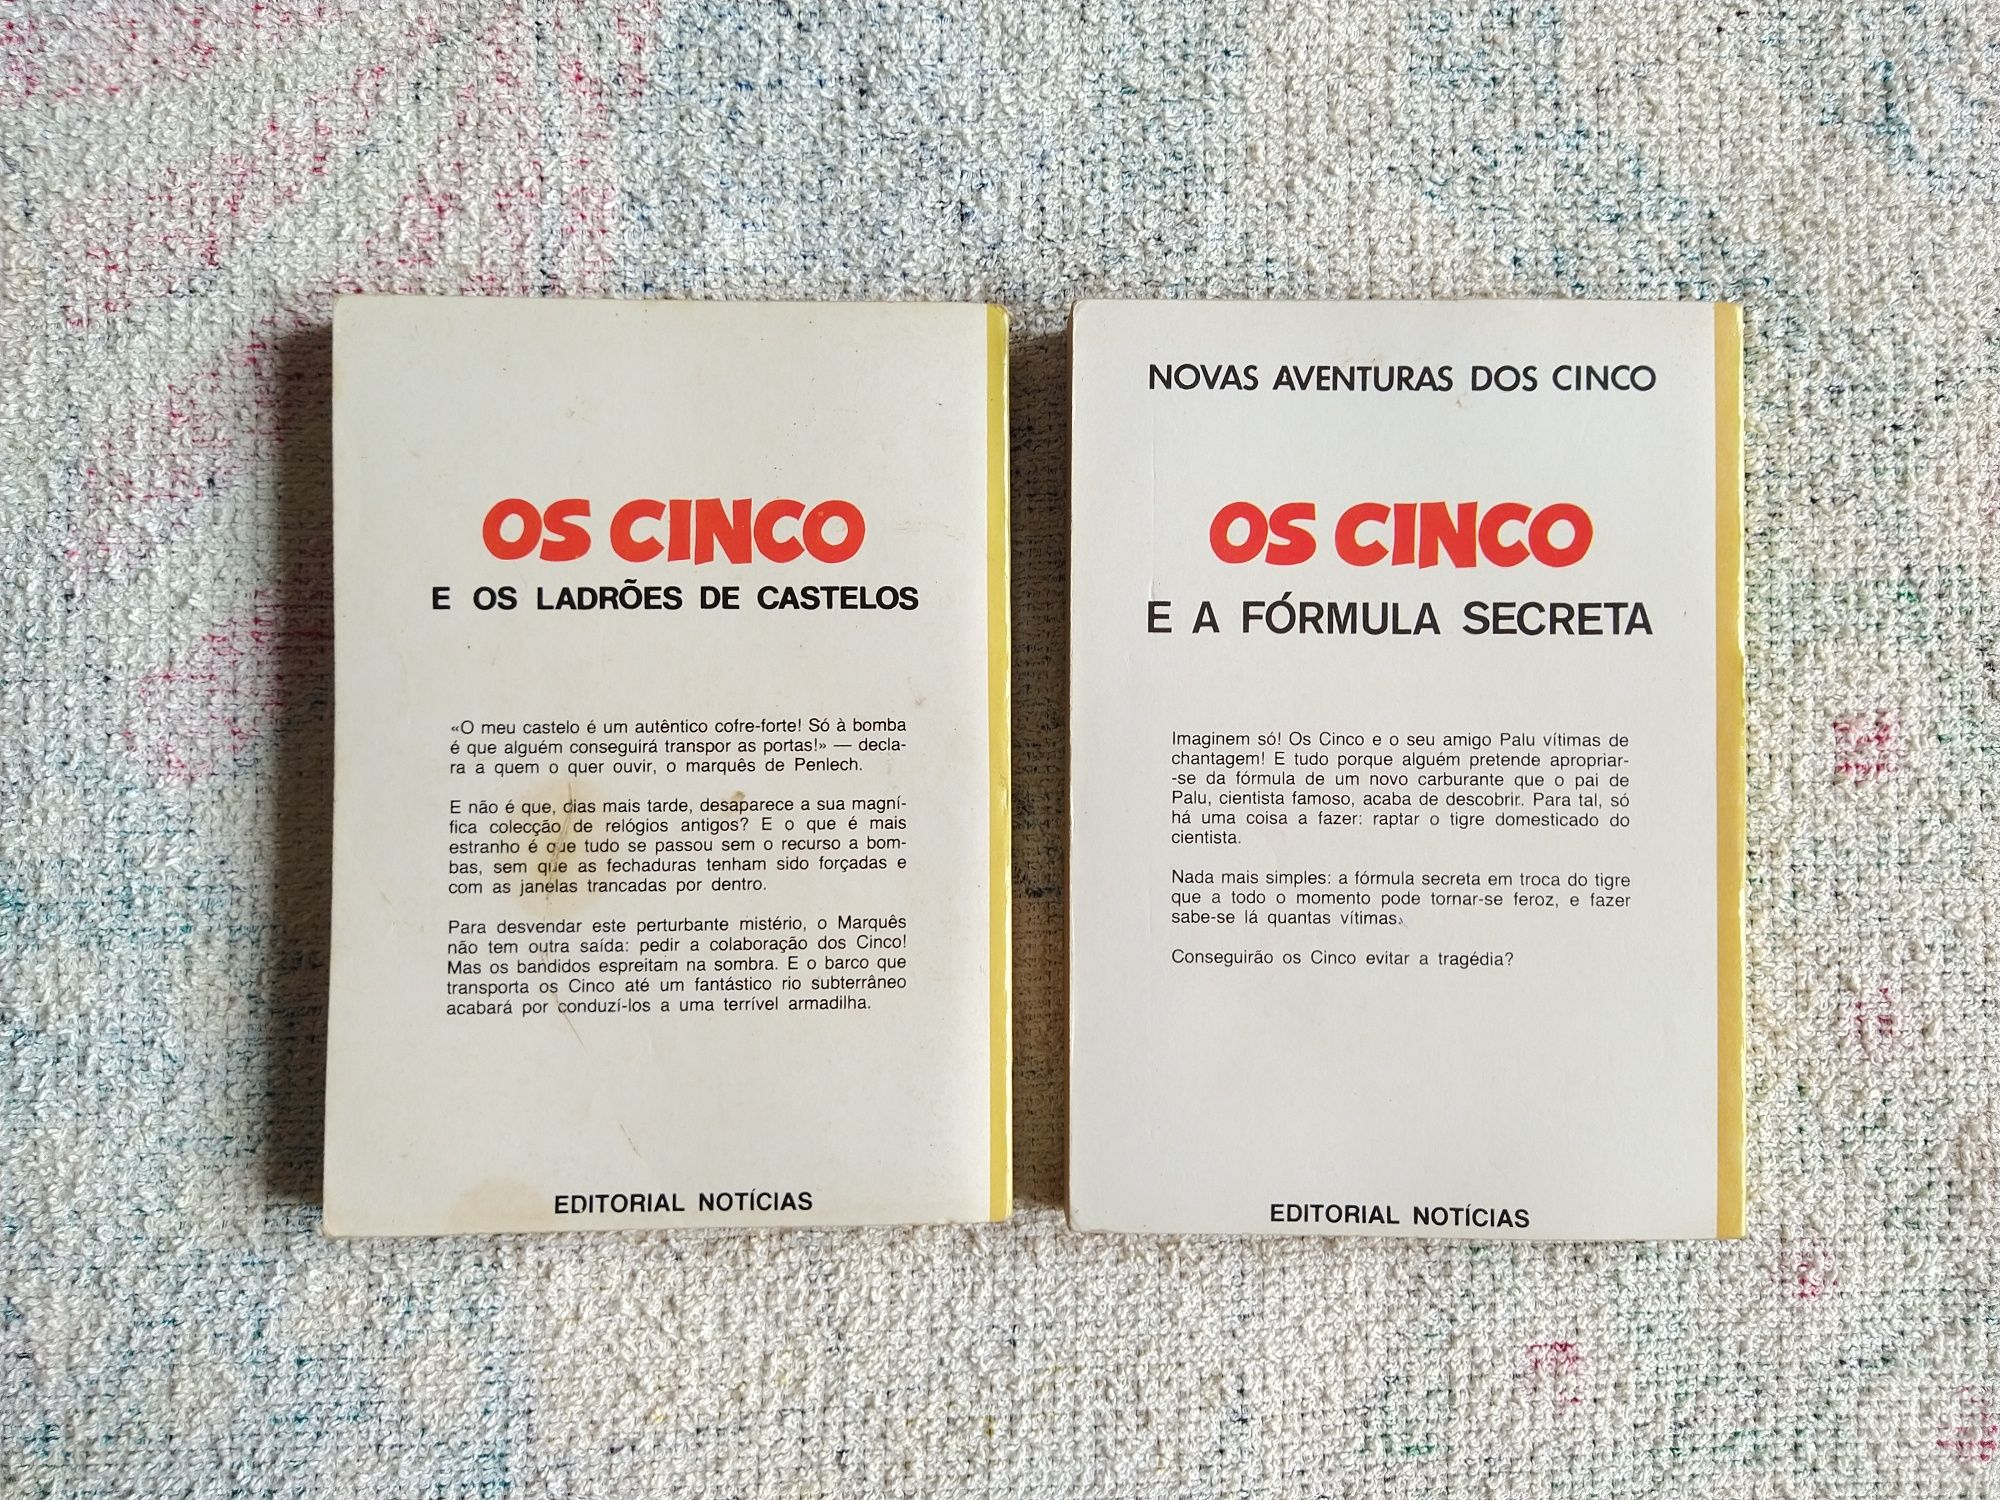 OS CINCO
E OS LADRÕES DE CASTELOS
«O meu castelo é um autêntico cofre-forte! Só à bomba
é que alguém conseguirá transpor as portas!» — decla-
ra a quem o quer ouvir, o marquês de Penlech.
E não é que, dias mais tarde, desaparece a sua magní-
fica colecção de relógios antigos? E o que é mais
estranho é que tudo se passou sem o recurso a bom-
bas, sem que as fechaduras tenham sido forçadas e
com as janelas trancadas por dentro.
Para desvendar este perturbante mistério, o Marquês
não tem outra saída: pedir a colaboração dos Cinco!
Mas os bandidos espreitam na sombra. E o barco que
transporta os Cinco até um fantástico rio subterrâneo
acabará por conduzí-los a uma terrível armadilha.
EDITORIAL NOTÍCIAS
NOVAS AVENTURAS DOS CINCO
OS CINCO
E A FÓRMULA SECRETA
Imaginem só! Os Cinco e o seu amigo Palu vítimas de
chantagem! E tudo porque alguém pretende apropriar-
-se da fórmula de um novo carburante que o pai de
Palu, cientista famoso, acaba de descobrir. Para tal, só
há uma coisa a fazer: raptar o tigre domesticado do
cientista.
Nada mais simples: a fórmula secreta em troca do tigre
que a todo o momento pode tornar-se feroz, e fazer
sabe-se lá quantas vítimas.
Conseguirão os Cinco evitar a tragédia?
EDITORIAL NOTÍCIAS